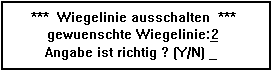 *** Wiegelinie ausschalten ***
gewuenschte Wiegelinie:2
Angabe ist richtig ? (Y/N) _